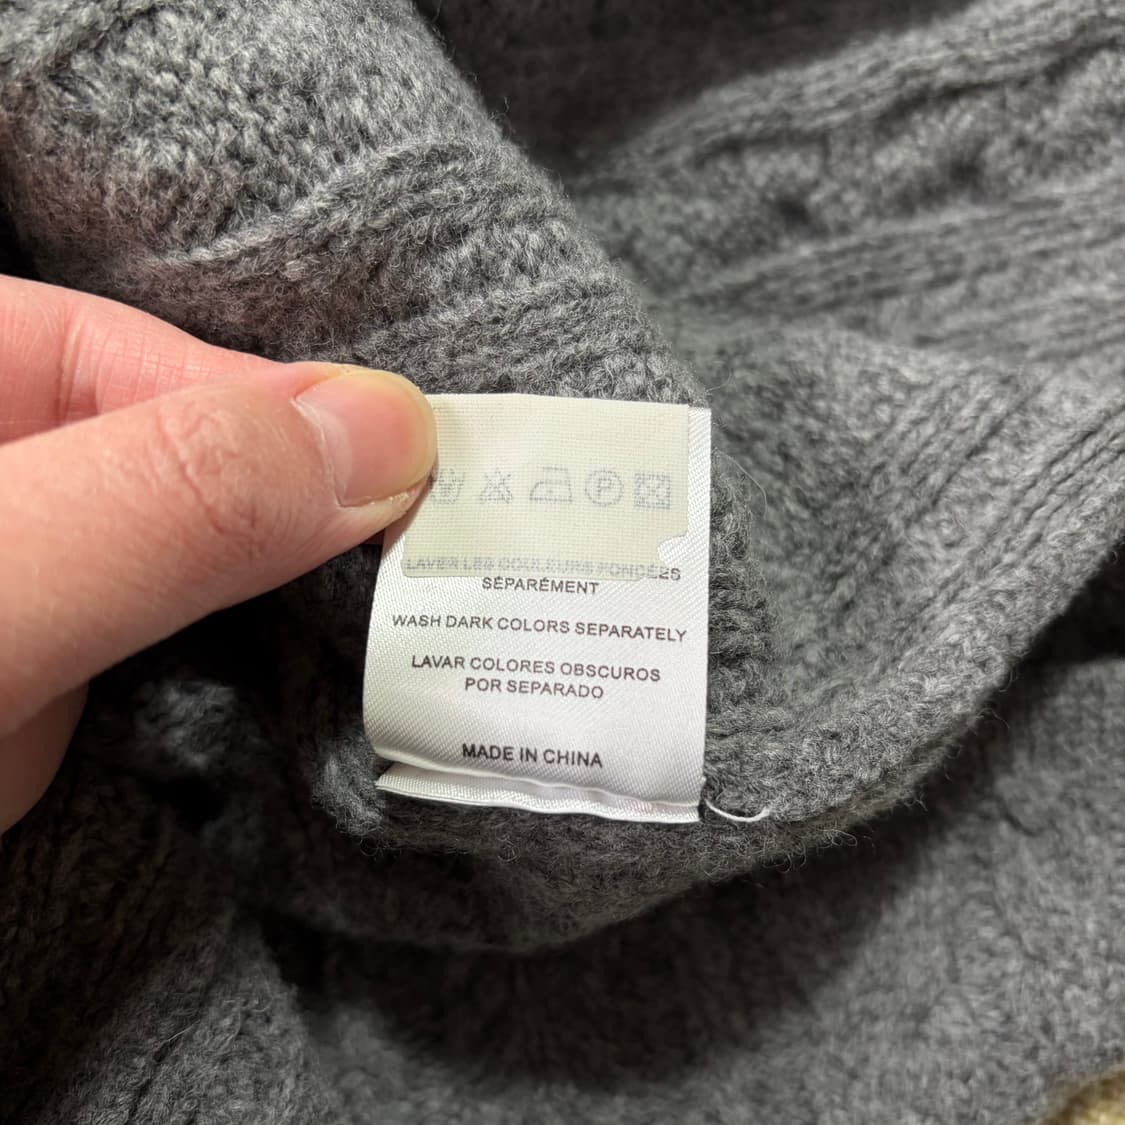 LAVER LES COULEURS FONCÉES
SÉPARÉMENT
WASH DARK COLORS SEPARATELY
LAVAR COLORES OBSCUROS
POR SEPARADO
MADE IN CHINA